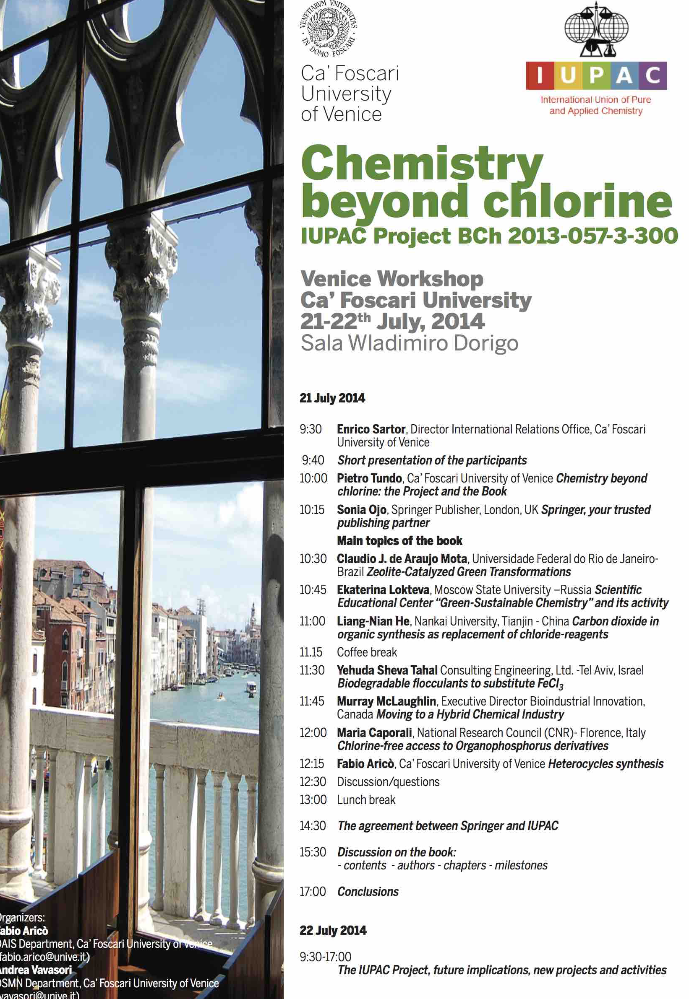 VENETIARVM VNIVERSITAS
IN DOMO FOSCARI
Ca’ Foscari
University
of Venice
I U P A C
International Union of Pure
and Applied Chemistry
Chemistry
beyond chlorine
IUPAC Project BCh 2013-057-3-300
Venice Workshop
Ca’ Foscari University
21-22th July, 2014
Sala Wladimiro Dorigo
21 July 2014
9:30 Enrico Sartor, Director International Relations Office, Ca’ Foscari
University of Venice
9:40 Short presentation of the participants
10:00 Pietro Tundo, Ca’ Foscari University of Venice Chemistry beyond
chlorine: the Project and the Book
10:15 Sonia Ojo, Springer Publisher, London, UK Springer, your trusted
publishing partner
Main topics of the book
10:30 Claudio J. de Araujo Mota, Universidade Federal do Rio de Janeiro-
Brazil Zeolite-Catalyzed Green Transformations
10:45 Ekaterina Lokteva, Moscow State University –Russia Scientific
Educational Center “Green-Sustainable Chemistry” and its activity
11:00 Liang-Nian He, Nankai University, Tianjin - China Carbon dioxide in
organic synthesis as replacement of chloride-reagents
11.15 Coffee break
11:30 Yehuda Sheva Tahal Consulting Engineering, Ltd. -Tel Aviv, Israel
Biodegradable flocculants to substitute FeCl3
11:45 Murray McLaughlin, Executive Director Bioindustrial Innovation,
Canada Moving to a Hybrid Chemical Industry
12:00 Maria Caporali, National Research Council (CNR)- Florence, Italy
Chlorine-free access to Organophosphorus derivatives
12:15 Fabio Aricò, Ca’ Foscari University of Venice Heterocycles synthesis
12:30 Discussion/questions
13:00 Lunch break
14:30 The agreement between Springer and IUPAC
15:30 Discussion on the book:
- contents - authors - chapters - milestones
17:00 Conclusions
22 July 2014
9:30-17:00
The IUPAC Project, future implications, new projects and activities
Organizers:
Fabio Aricò
DAIS Department, Ca’ Foscari University of Venice
fabio.arico@unive.it)
Andrea Vavasori
DSMN Department, Ca’ Foscari University of Venice
vavasori@unive.it)